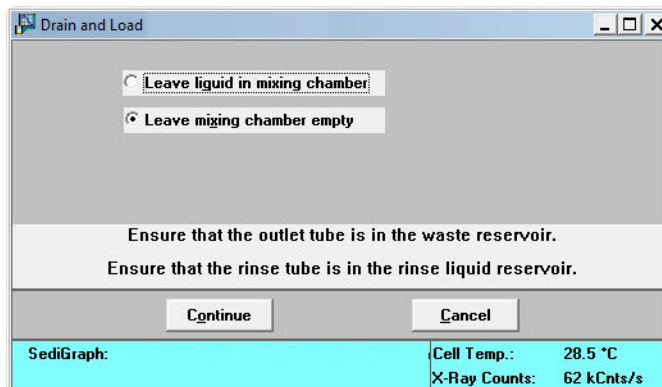 Drain and Load
Leave liquid in mixing chamber
Leave mixing chamber empty
Ensure that the outlet tube is in the waste reservoir.
Ensure that the rinse tube is in the rinse liquid reservoir.
Continue
Cancel
SediGraph:
Cell Temp.: 28.5 °C
X-Ray Counts: 62 kCnts/s